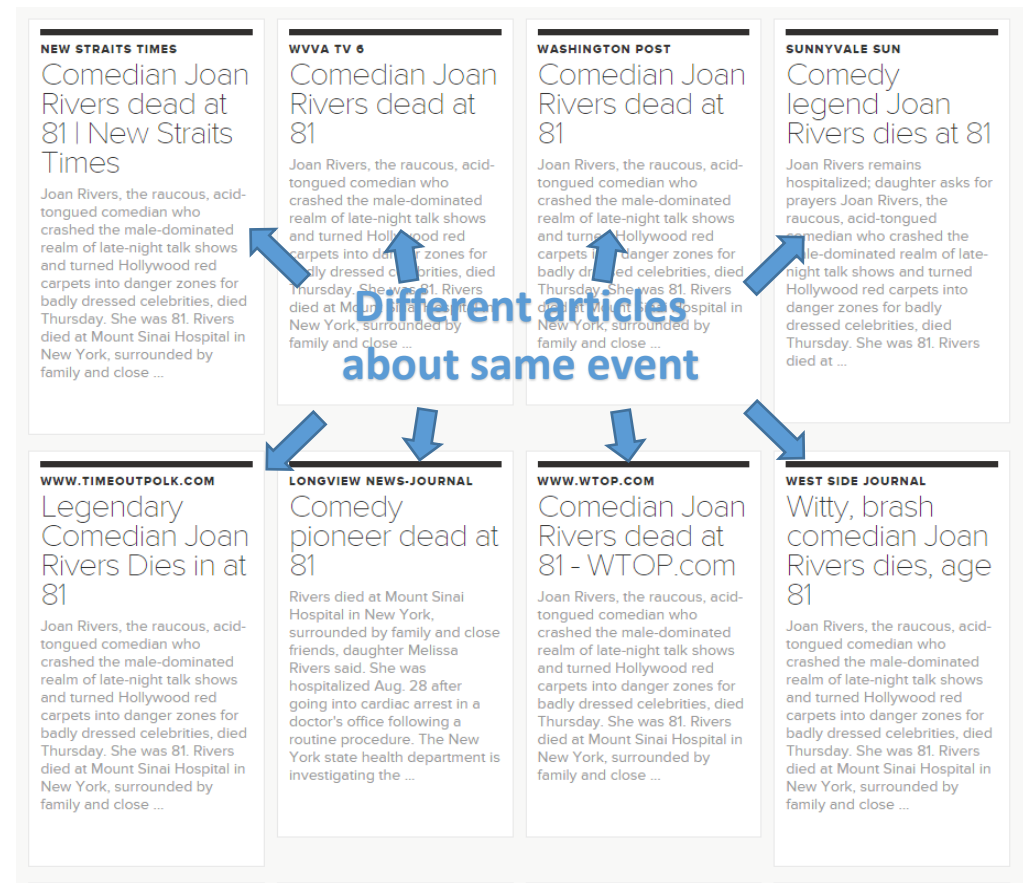 NEW STRAITS TIMES
Comedian Joan
Rivers dead at
81 | New Straits
Times
Joan Rivers, the raucous, acid-
tongued comedian who
crashed the male-dominated
realm of late-night talk shows
and turned Hollywood red
carpets into danger zones for
badly dressed celebrities, died
Thursday. She was 81. Rivers
died at Mount Sinai Hospital in
New York, surrounded by
family and close ...
WVVA TV 6
Comedian Joan
Rivers dead at
81
Joan Rivers, the raucous, acid-
tongued comedian who
crashed the male-dominated
realm of late-night talk shows
and turned Hollywood red
carpets into danger zones for
badly dressed celebrities, died
Thursday. She was 81. Rivers
died at Mount Sinai Hospital in
New York, surrounded by
family and close ...
WASHINGTON POST
Comedian Joan
Rivers dead at
81
Joan Rivers, the raucous, acid-
tongued comedian who
crashed the male-dominated
realm of late-night talk shows
and turned Hollywood red
carpets into danger zones for
badly dressed celebrities, died
Thursday. She was 81. Rivers
died at Mount Sinai Hospital in
New York, surrounded by
family and close ...
SUNNYVALE SUN
Comedy
legend Joan
Rivers dies at 81
Joan Rivers remains
hospitalized; daughter asks for
prayers Joan Rivers, the
raucous, acid-tongued
comedian who crashed the
male-dominated realm of late-
night talk shows and turned
Hollywood red carpets into
danger zones for badly
dressed celebrities, died
Thursday. She was 81. Rivers
died at ...
Different articles
about same event
WWW.TIMEOUTPOLK.COM
Legendary
Comedian Joan
Rivers Dies in at
81
Joan Rivers, the raucous, acid-
tongued comedian who
crashed the male-dominated
realm of late-night talk shows
and turned Hollywood red
carpets into danger zones for
badly dressed celebrities, died
Thursday. She was 81. Rivers
died at Mount Sinai Hospital in
New York, surrounded by
family and close ...
LONGVIEW NEWS-JOURNAL
Comedy
pioneer dead at
81
Rivers died at Mount Sinai
Hospital in New York,
surrounded by family and close
friends, daughter Melissa
Rivers said. She was
hospitalized Aug. 28 after
going into cardiac arrest in a
doctor's office following a
routine procedure. The New
York state health department is
investigating the ...
WWW.WTOP.COM
Comedian Joan
Rivers dead at
81 - WTOP.com
Joan Rivers, the raucous, acid-
tongued comedian who
crashed the male-dominated
realm of late-night talk shows
and turned Hollywood red
carpets into danger zones for
badly dressed celebrities, died
Thursday. She was 81. Rivers
died at Mount Sinai Hospital in
New York, surrounded by
family and close ...
WEST SIDE JOURNAL
Witty, brash
comedian Joan
Rivers dies, age
81
Joan Rivers, the raucous, acid-
tongued comedian who
crashed the male-dominated
realm of late-night talk shows
and turned Hollywood red
carpets into danger zones for
badly dressed celebrities, died
Thursday. She was 81. Rivers
died at Mount Sinai Hospital in
New York, surrounded by
family and close ...